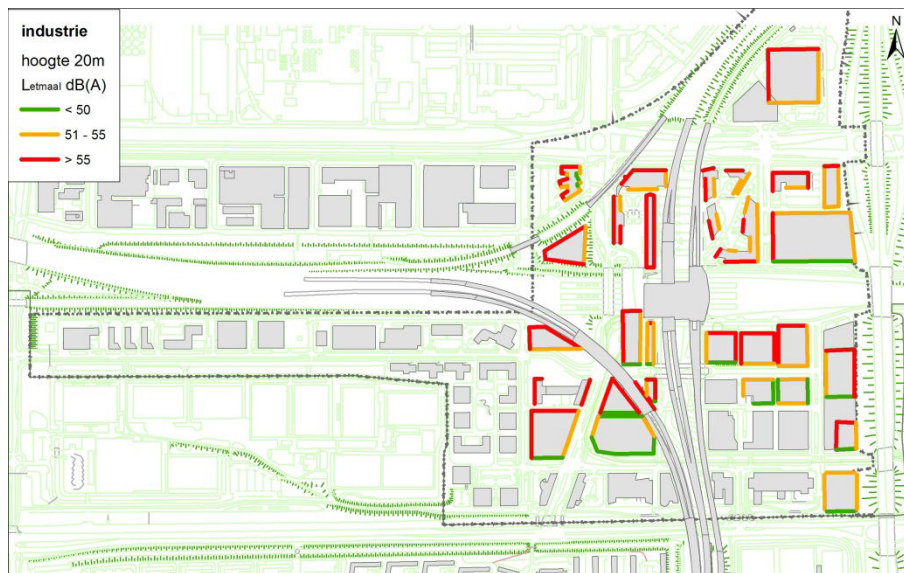 industrie
hoogte 20m
Letmaal dB(A)
< 50
51 - 55
> 55
N